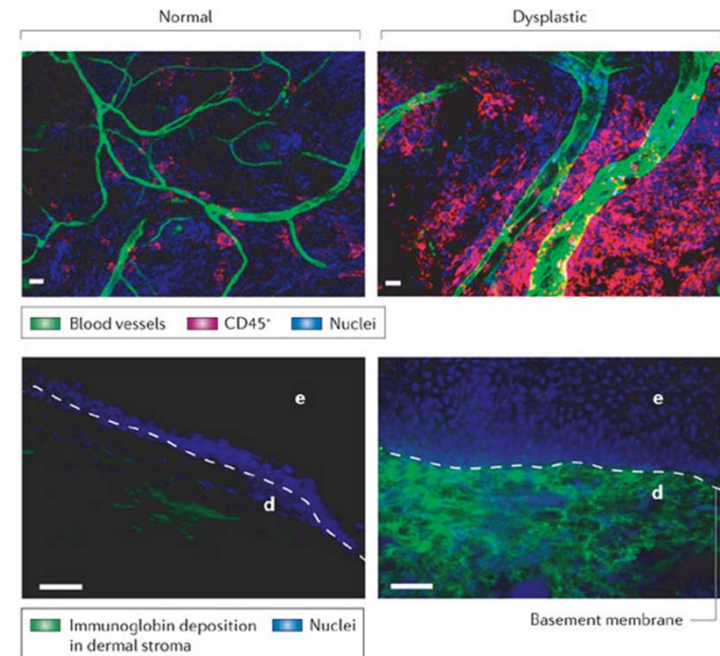 Normal
Dysplastic
Blood vessels
CD45⁺
Nuclei
e
d
e
d
Immunoglobin deposition
in dermal stroma
Nuclei
Basement membrane